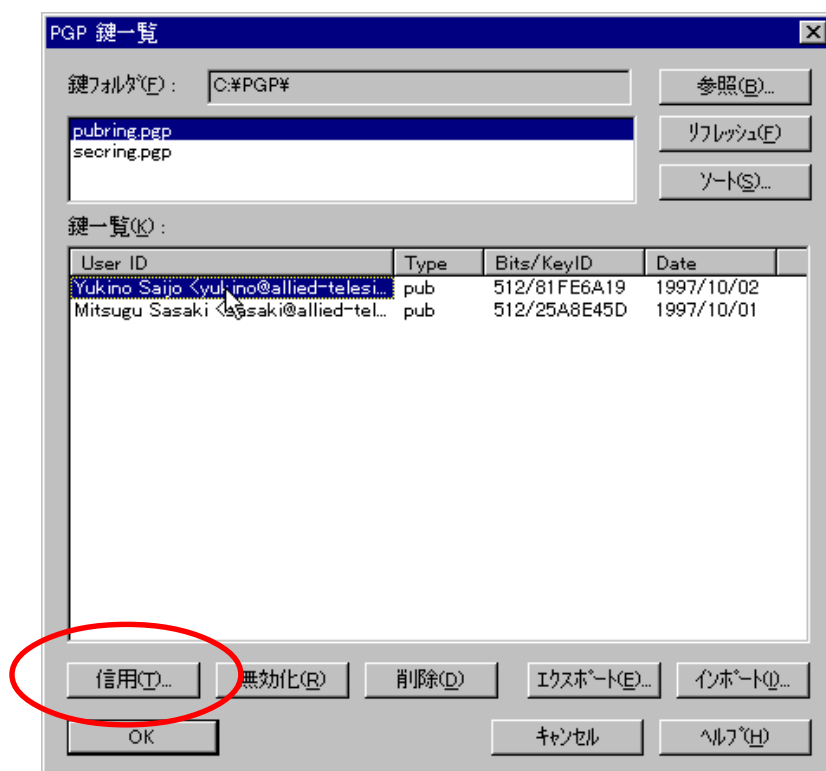 PGP 鍵一覧
鍵フォルダ(F) : C:¥PGP¥ 参照(B)...
pubring.pgp
secring.pgp
リフレッシュ(F)
ソート(S)...
鍵一覧(K) :
User ID Type Bits/KeyID Date
Yukino Saijo <yukino@allied-telesi... pub 512/81FE6A19 1997/10/02
Mitsugu Sasaki <sasaki@allied-tel... pub 512/25A8E45D 1997/10/01
信用(T)... 無効化(R) 削除(D) エクスポート(E)... インポート(I)...
OK キャンセル ヘルプ(H)